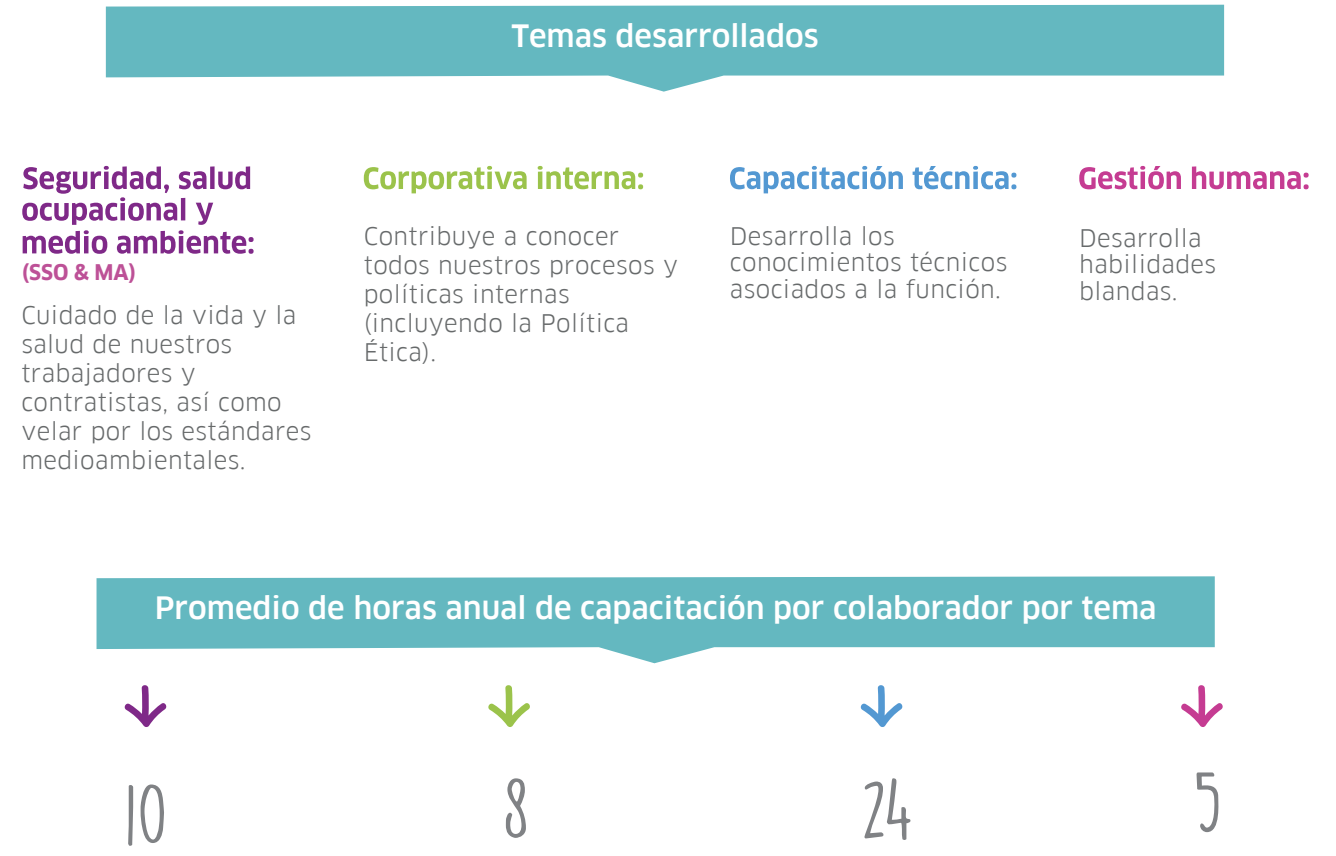 Temas desarrollados
Seguridad, salud
ocupacional y
medio ambiente:
(SSO & MA)
Cuidado de la vida y la
salud de nuestros
trabajadores y
contratistas, así como
velar por los estándares
medioambientales.
Corporativa interna:
Contribuye a conocer
todos nuestros procesos y
políticas internas
(incluyendo la Política
Ética).
Capacitación técnica:
Desarrolla los
conocimientos técnicos
asociados a la función.
Gestión humana:
Desarrolla
habilidades
blandas.
Promedio de horas anual de capacitación por colaborador por tema
10
8
24
5